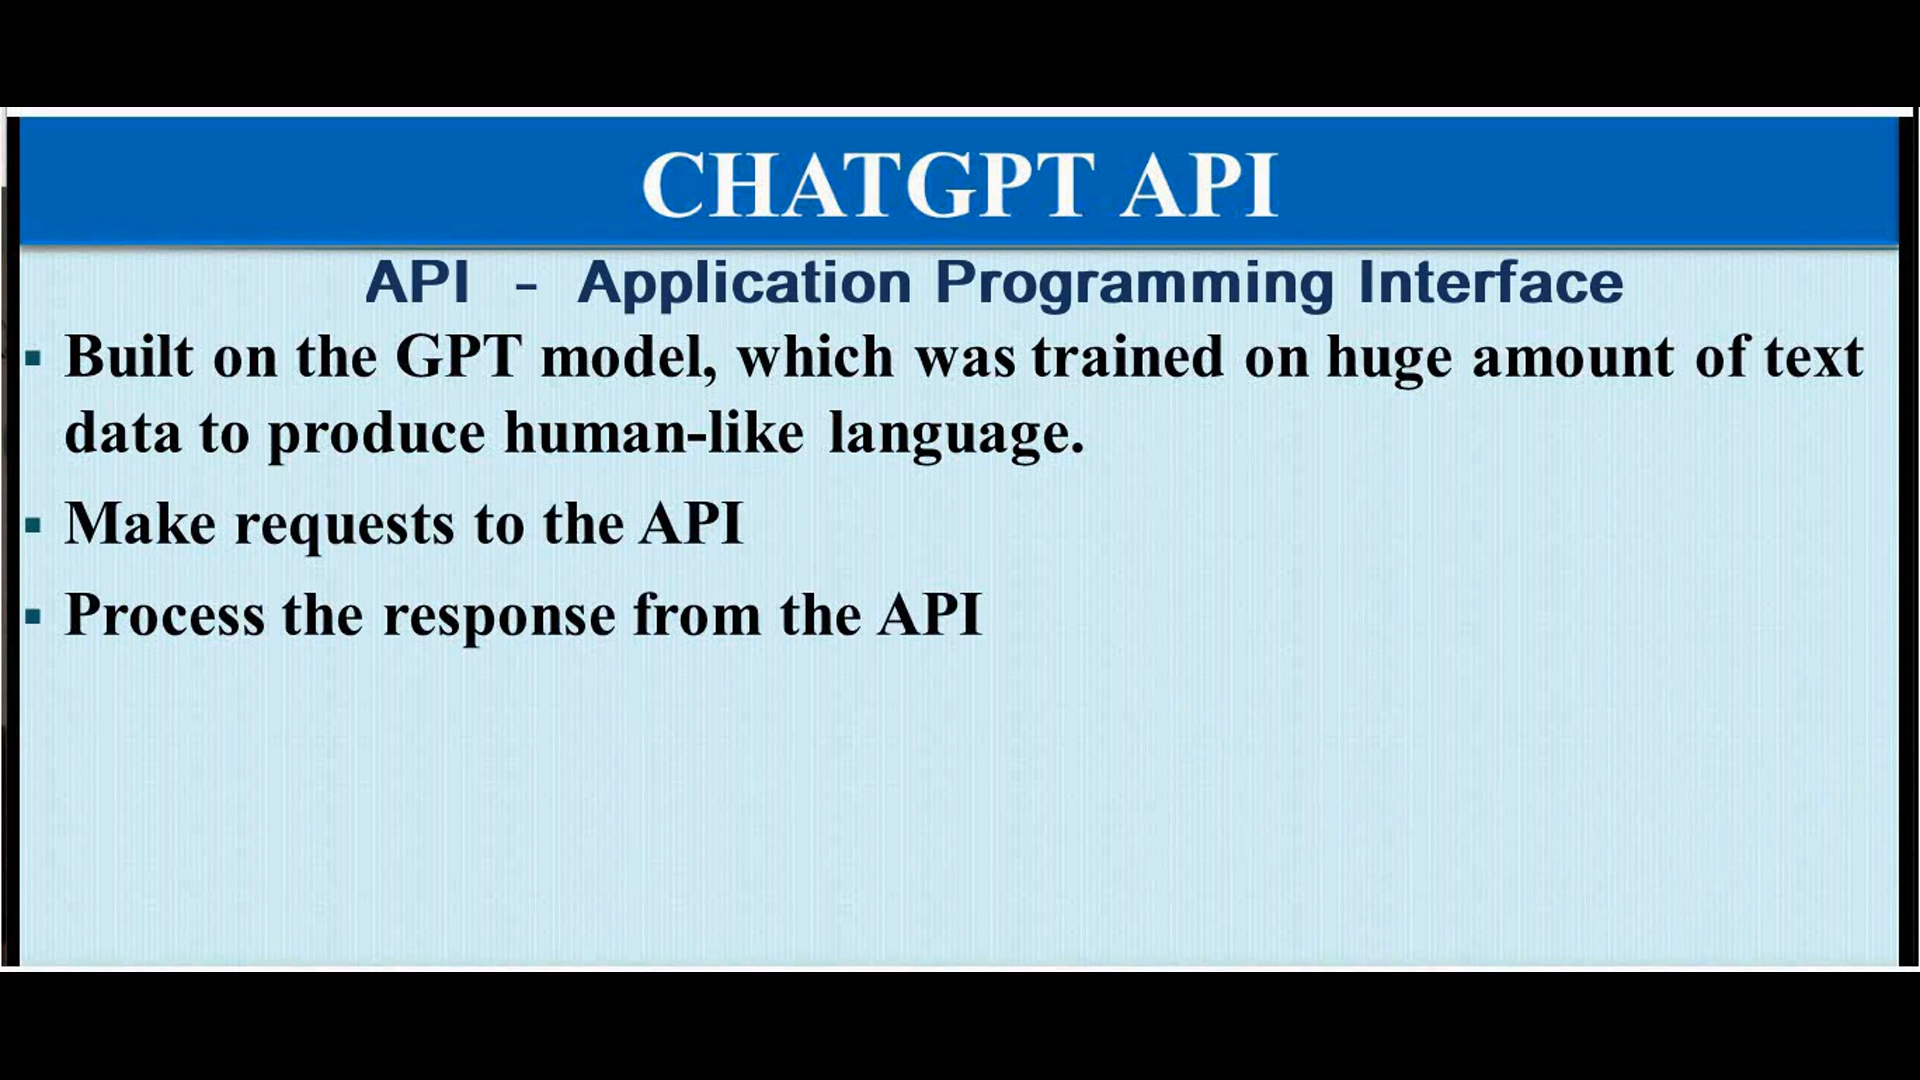 CHATGPT API
API - Application Programming Interface
▪ Built on the GPT model, which was trained on huge amount of text
data to produce human-like language.
▪ Make requests to the API
▪ Process the response from the API